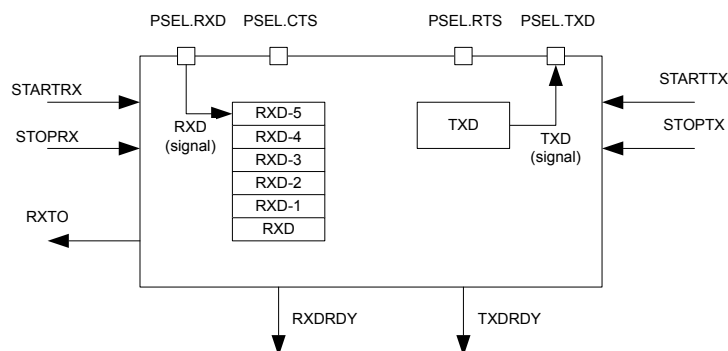 PSEL.RXD PSEL.CTS PSEL.RTS PSEL.TXD
STARTRX
STARTTX
RXD
(signal)
RXD-5
RXD-4
RXD-3
RXD-2
RXD-1
RXD
TXD
TXD
(signal)
STOPRX
STOPTX
RXTO
RXDRDY
TXDRDY